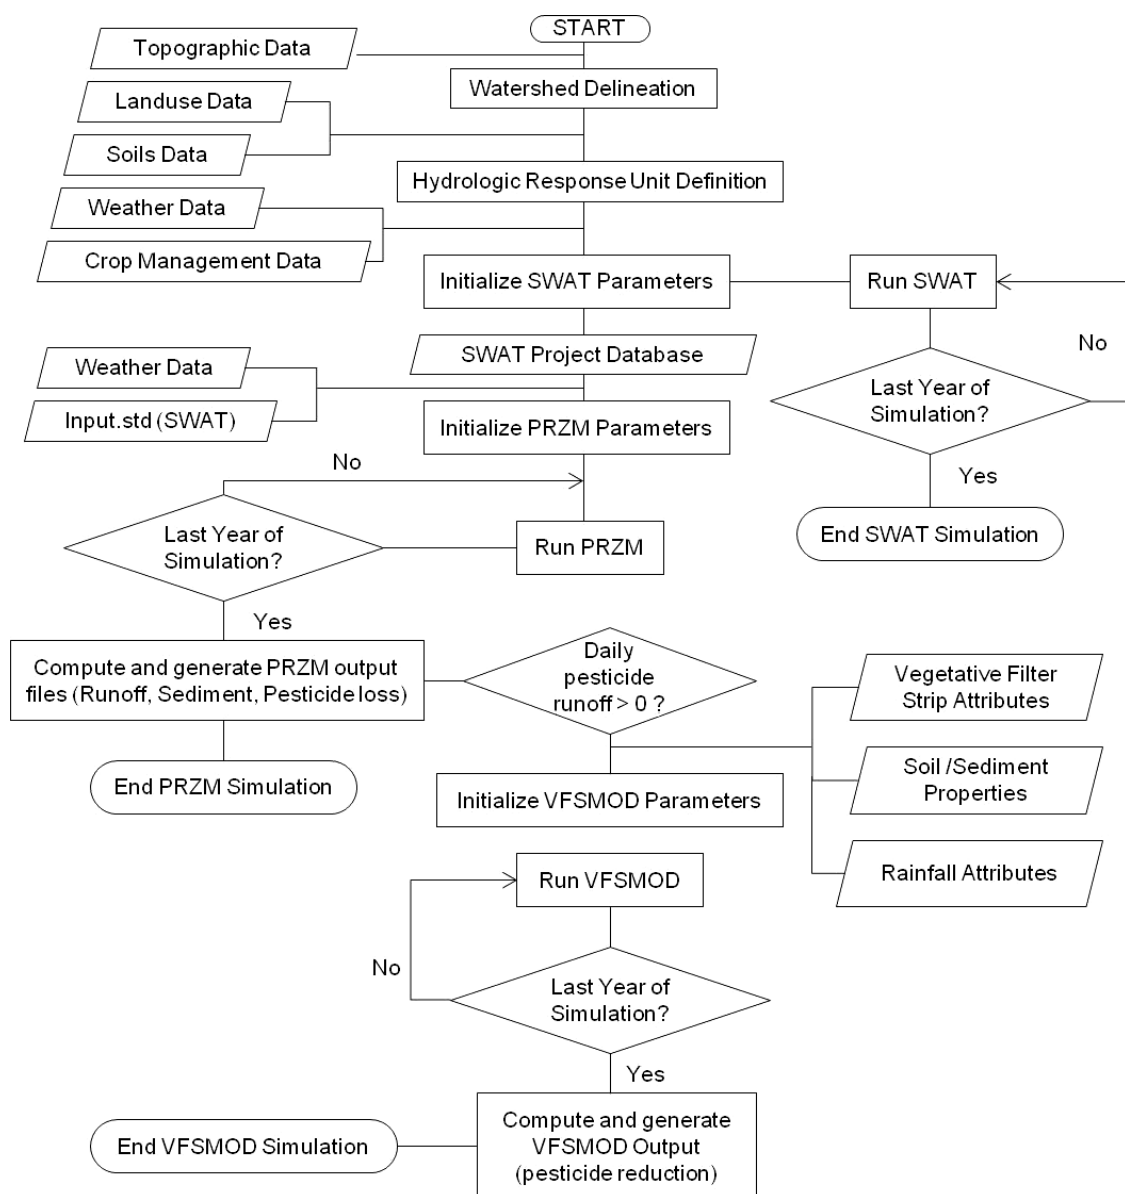 START
Topographic Data
Watershed Delineation
Landuse Data
Soils Data
Hydrologic Response Unit Definition
Weather Data
Crop Management Data
Initialize SWAT Parameters
Run SWAT
SWAT Project Database
No
Weather Data
Last Year of
Simulation?
Input.std (SWAT)
Initialize PRZM Parameters
No
Yes
Last Year of
Simulation?
Run PRZM
End SWAT Simulation
Yes
Compute and generate PRZM output
files (Runoff, Sediment, Pesticide loss)
Daily
pesticide
runoff > 0 ?
Vegetative Filter
Strip Attributes
End PRZM Simulation
Initialize VFSMOD Parameters
Soil /Sediment
Properties
Run VFSMOD
Rainfall Attributes
No
Last Year of
Simulation?
Yes
Compute and generate
VFSMOD Output
(pesticide reduction)
End VFSMOD Simulation